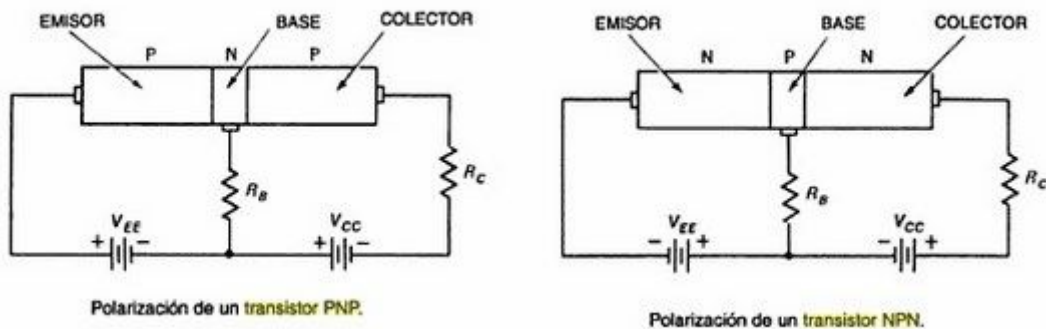 EMISOR
BASE
COLECTOR
P
N
P
R_B
R_C
+ V_EE -
+ V_CC -
Polarización de un transistor PNP.
EMISOR
BASE
COLECTOR
N
P
N
R_B
R_C
- V_EE +
- V_CC +
Polarización de un transistor NPN.